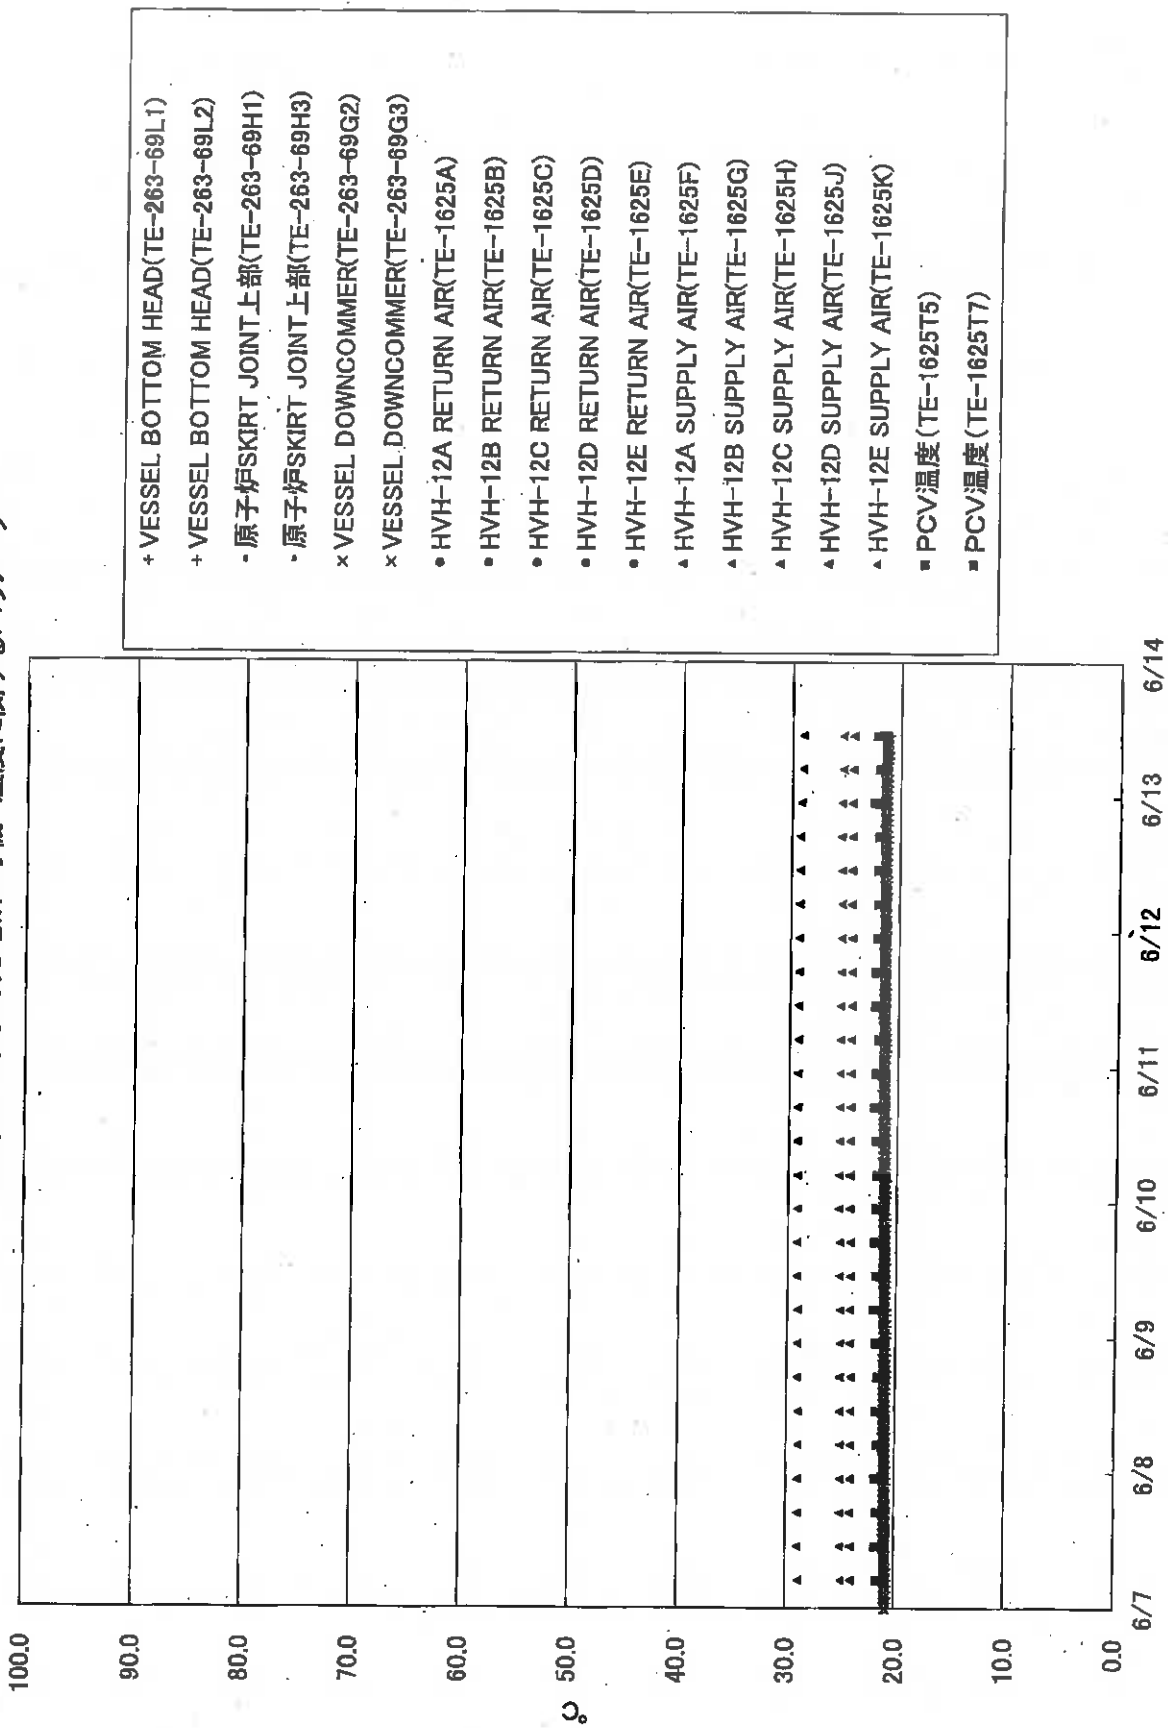 100.0
90.0
80.0
70.0
60.0
50.0
40.0
30.0
20.0
10.0
0.0
℃
6/7
6/8
6/9
6/10
6/11
6/12
6/13
6/14
+ VESSEL BOTTOM HEAD(TE-263-69L1)
+ VESSEL BOTTOM HEAD(TE-263-69L2)
- 原子炉SKIRT JOINT上部(TE-263-69H1)
- 原子炉SKIRT JOINT上部(TE-263-69H3)
× VESSEL DOWNCOMMER(TE-263-69G2)
× VESSEL DOWNCOMMER(TE-263-69G3)
● HVH-12A RETURN AIR(TE-1625A)
● HVH-12B RETURN AIR(TE-1625B)
● HVH-12C RETURN AIR(TE-1625C)
● HVH-12D RETURN AIR(TE-1625D)
● HVH-12E RETURN AIR(TE-1625E)
▲ HVH-12A SUPPLY AIR(TE-1625F)
▲ HVH-12B SUPPLY AIR(TE-1625G)
▲ HVH-12C SUPPLY AIR(TE-1625H)
▲ HVH-12D SUPPLY AIR(TE-1625J)
▲ HVH-12E SUPPLY AIR(TE-1625K)
■ PCV温度(TE-1625T5)
■ PCV温度(TE-1625T7)